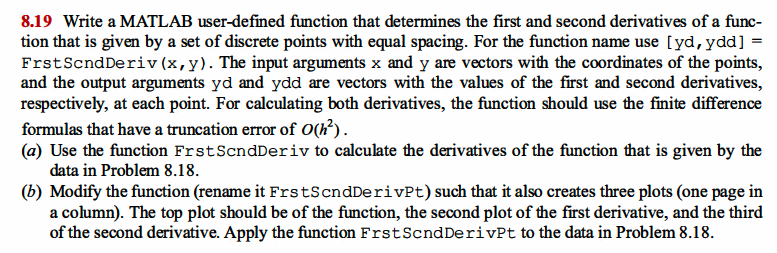 8.19 Write a MATLAB user-defined function that determines the first and second derivatives of a func-
tion that is given by a set of discrete points with equal spacing. For the function name use [yd,ydd] =
FrstScndDeriv(x,y). The input arguments x and y are vectors with the coordinates of the points,
and the output arguments yd and ydd are vectors with the values of the first and second derivatives,
respectively, at each point. For calculating both derivatives, the function should use the finite difference
formulas that have a truncation error of O(h²).
(a) Use the function FrstScndDeriv to calculate the derivatives of the function that is given by the
data in Problem 8.18.
(b) Modify the function (rename it FrstScndDerivPt) such that it also creates three plots (one page in
a column). The top plot should be of the function, the second plot of the first derivative, and the third
of the second derivative. Apply the function FrstScndDerivPt to the data in Problem 8.18.